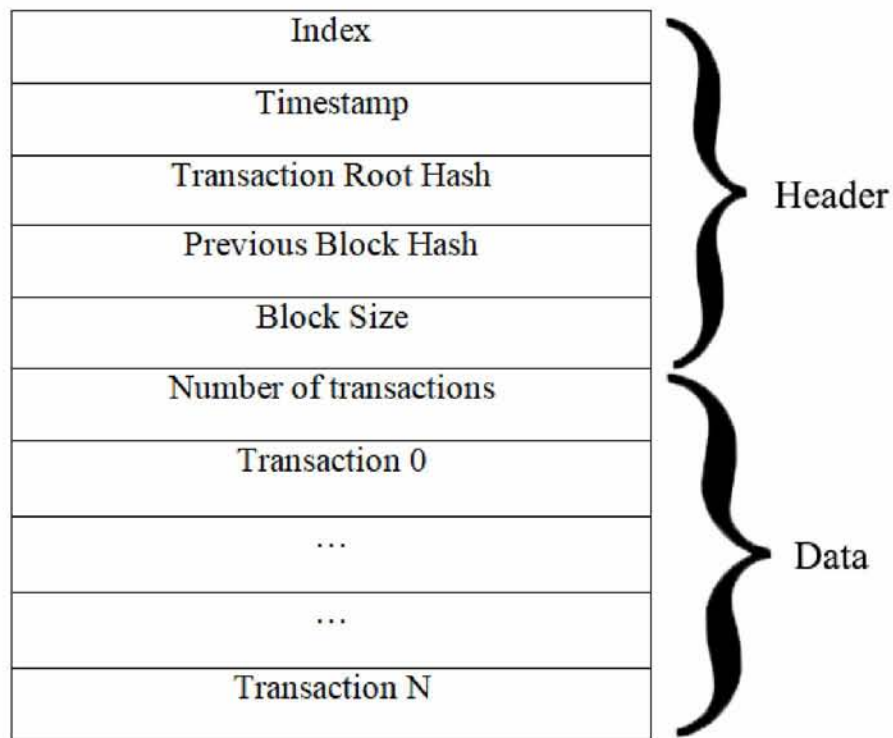 Index
Timestamp
Transaction Root Hash
Previous Block Hash
Block Size
Header
Number of transactions
Transaction 0
…
…
Transaction N
Data